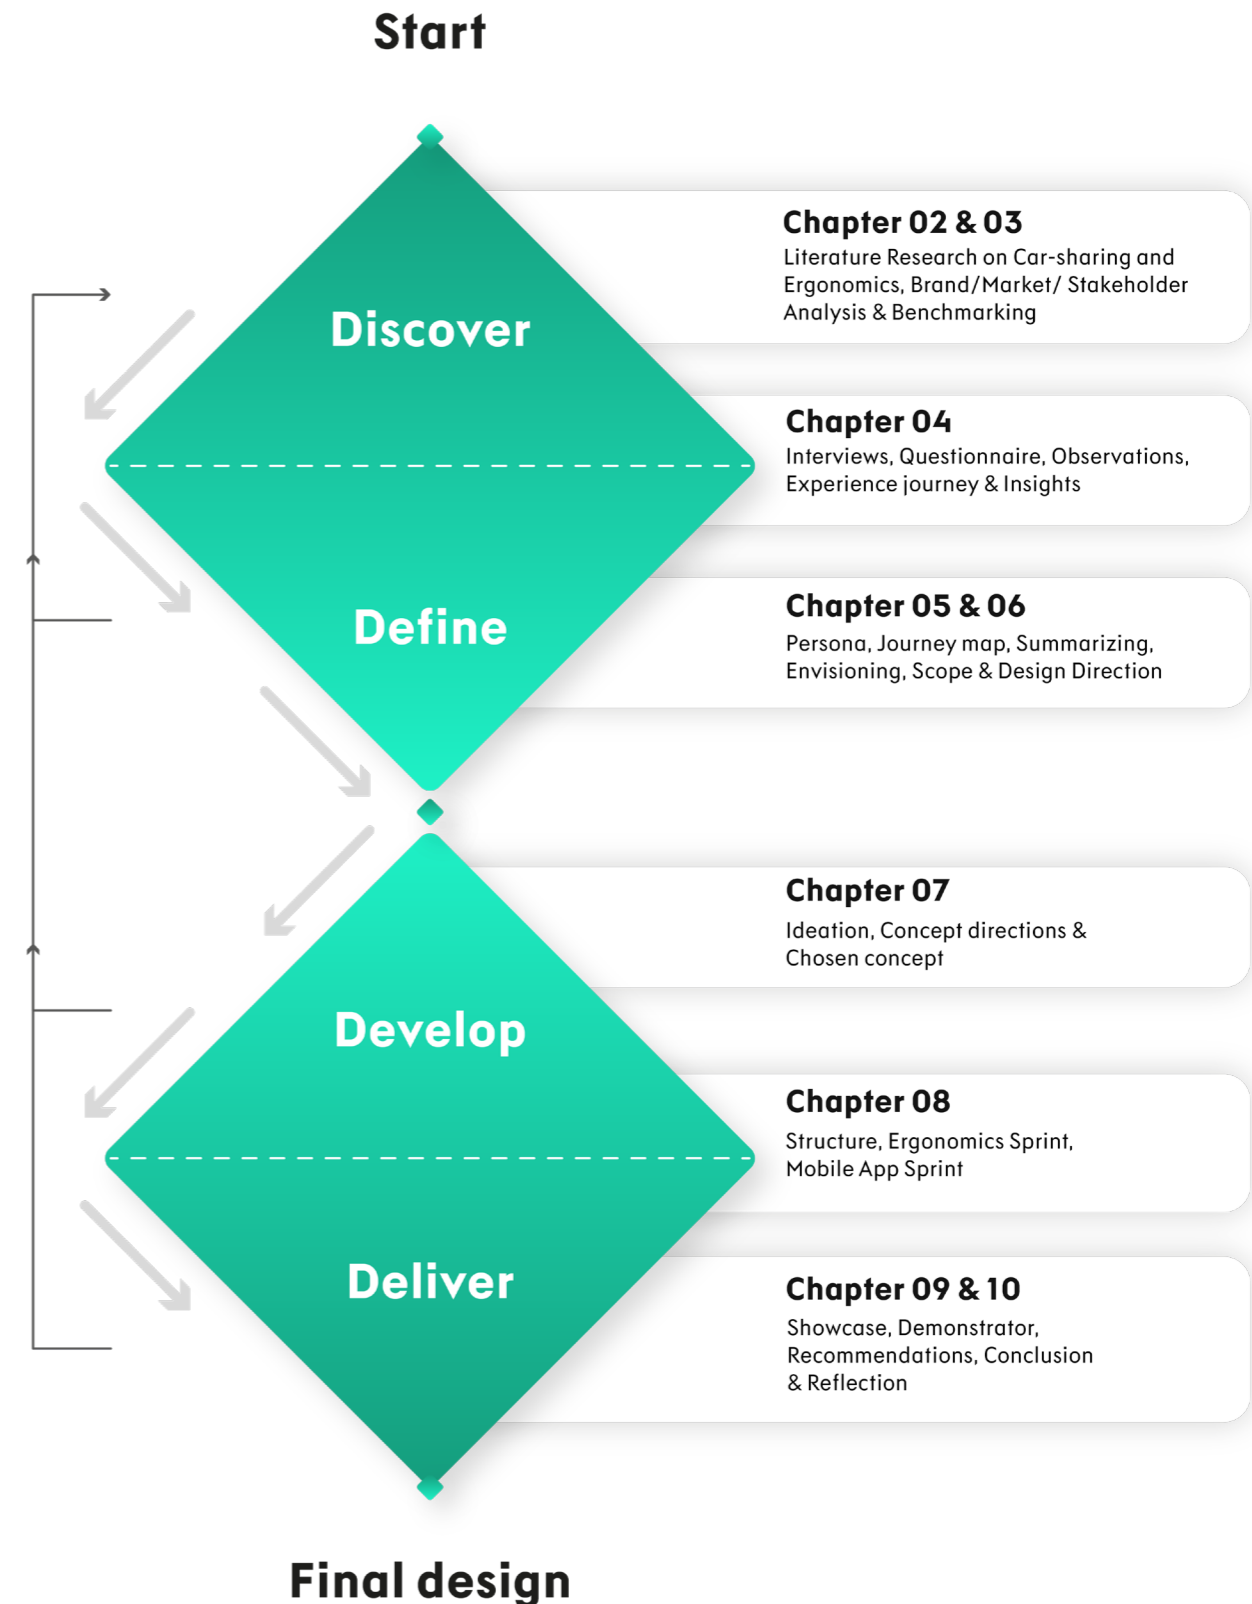 Start
Discover
Chapter 02 & 03
Literature Research on Car-sharing and
Ergonomics, Brand/Market/ Stakeholder
Analysis & Benchmarking
Chapter 04
Interviews, Questionnaire, Observations,
Experience journey & Insights
Define
Chapter 05 & 06
Persona, Journey map, Summarizing,
Envisioning, Scope & Design Direction
Chapter 07
Ideation, Concept directions &
Chosen concept
Develop
Chapter 08
Structure, Ergonomics Sprint,
Mobile App Sprint
Deliver
Chapter 09 & 10
Showcase, Demonstrator,
Recommendations, Conclusion
& Reflection
Final design